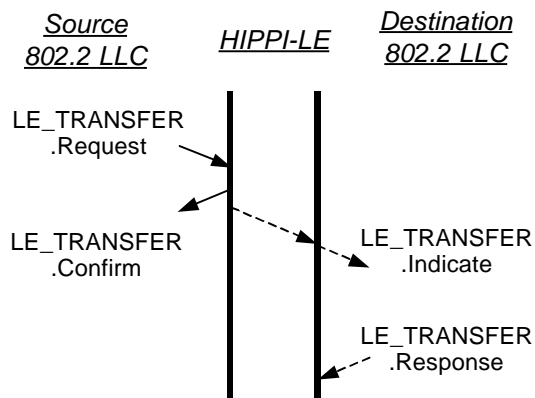 Source
802.2 LLC
HIPPI-LE
Destination
802.2 LLC
LE_TRANSFER
.Request
LE_TRANSFER
.Confirm
LE_TRANSFER
.Indicate
LE_TRANSFER
.Response